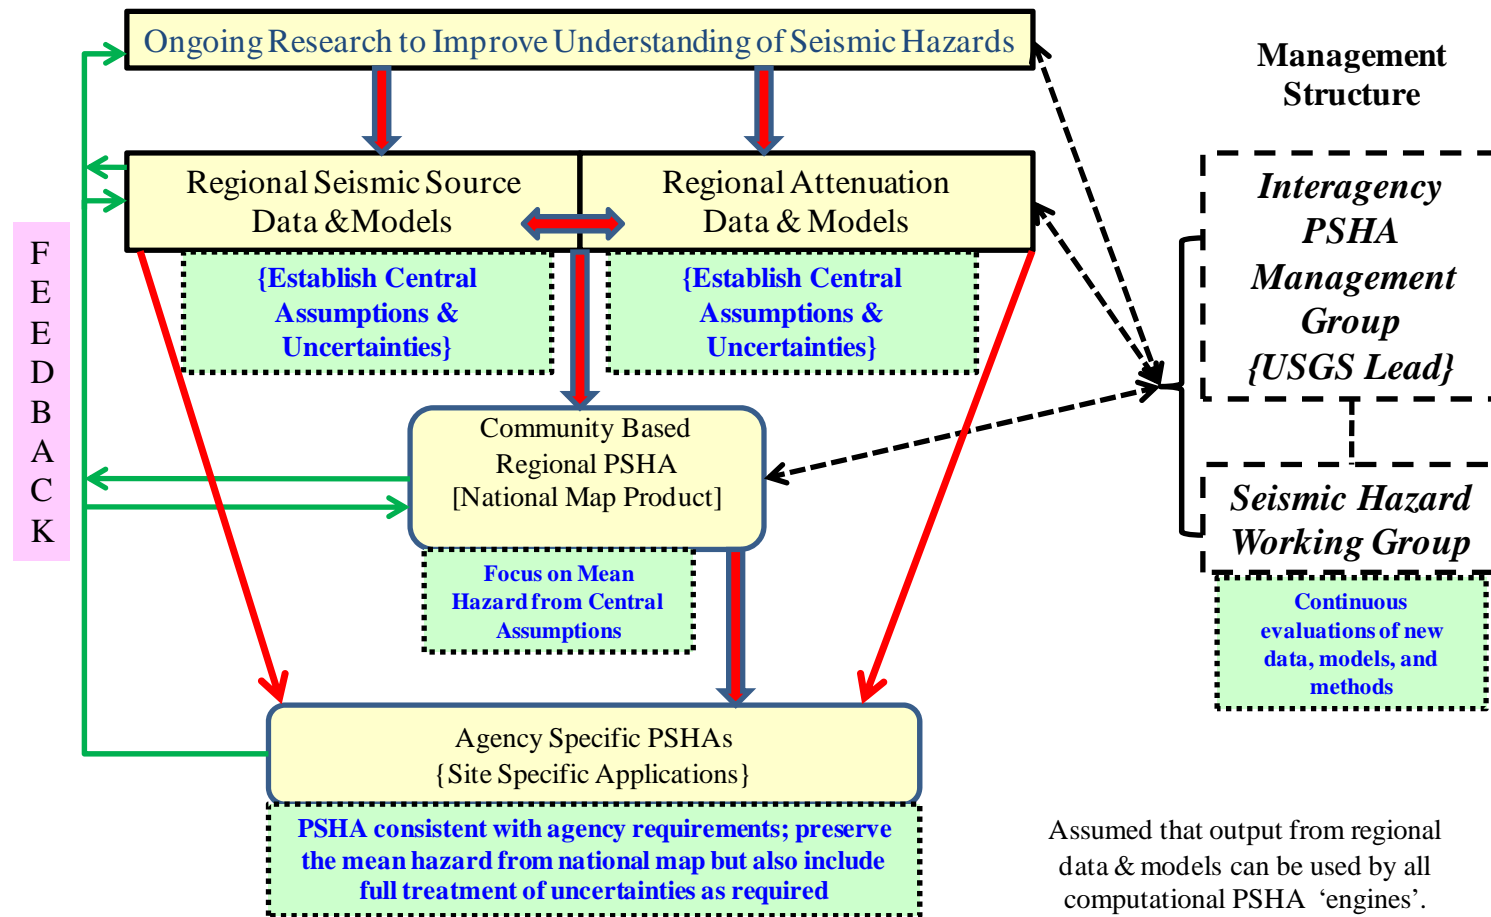 Ongoing Research to Improve Understanding of Seismic Hazards
Management
Structure
Regional Seismic Source
Data &Models
Regional Attenuation
Data & Models
Interagency
PSHA
Management
Group
{USGS Lead}
F
E
E
D
B
A
C
K
{Establish Central
Assumptions &
Uncertainties}
{Establish Central
Assumptions &
Uncertainties}
Community Based
Regional PSHA
[National Map Product]
Seismic Hazard
Working Group
Focus on Mean
Hazard from Central
Assumptions
Continuous
evaluations of new
data, models, and
methods
Agency Specific PSHAs
{Site Specific Applications}
PSHA consistent with agency requirements; preserve
the mean hazard from national map but also include
full treatment of uncertainties as required
Assumed that output from regional
data & models can be used by all
computational PSHA ‘engines’.